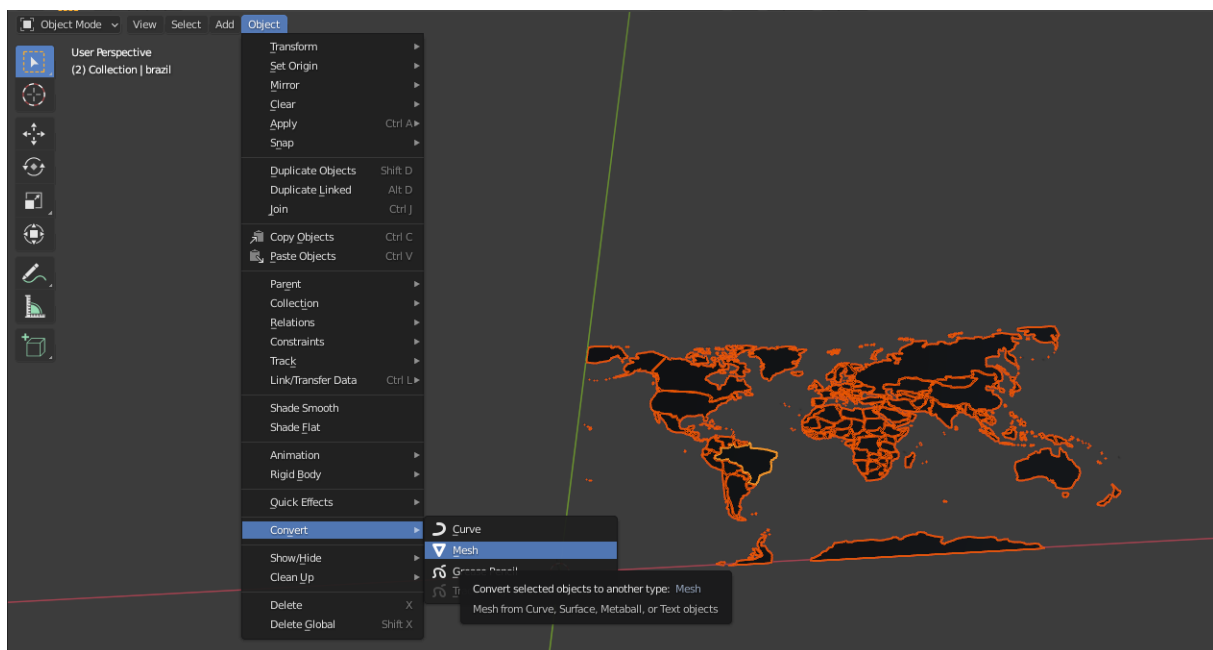 Object Mode View Select Add Object
User Perspective
(2) Collection | brazil
Transform
Set Origin
Mirror
Clear
Apply Ctrl A
Snap
Duplicate Objects Shift D
Duplicate Linked Alt D
Join Ctrl J
Copy Objects Ctrl C
Paste Objects Ctrl V
Parent
Collection
Relations
Constraints
Track
Link/Transfer Data Ctrl L
Shade Smooth
Shade Flat
Animation
Rigid Body
Quick Effects
Convert
Show/Hide
Clean Up
Delete X
Delete Global Shift X
Curve
Mesh
Convert selected objects to another type: Mesh
Mesh from Curve, Surface, Metaball, or Text objects